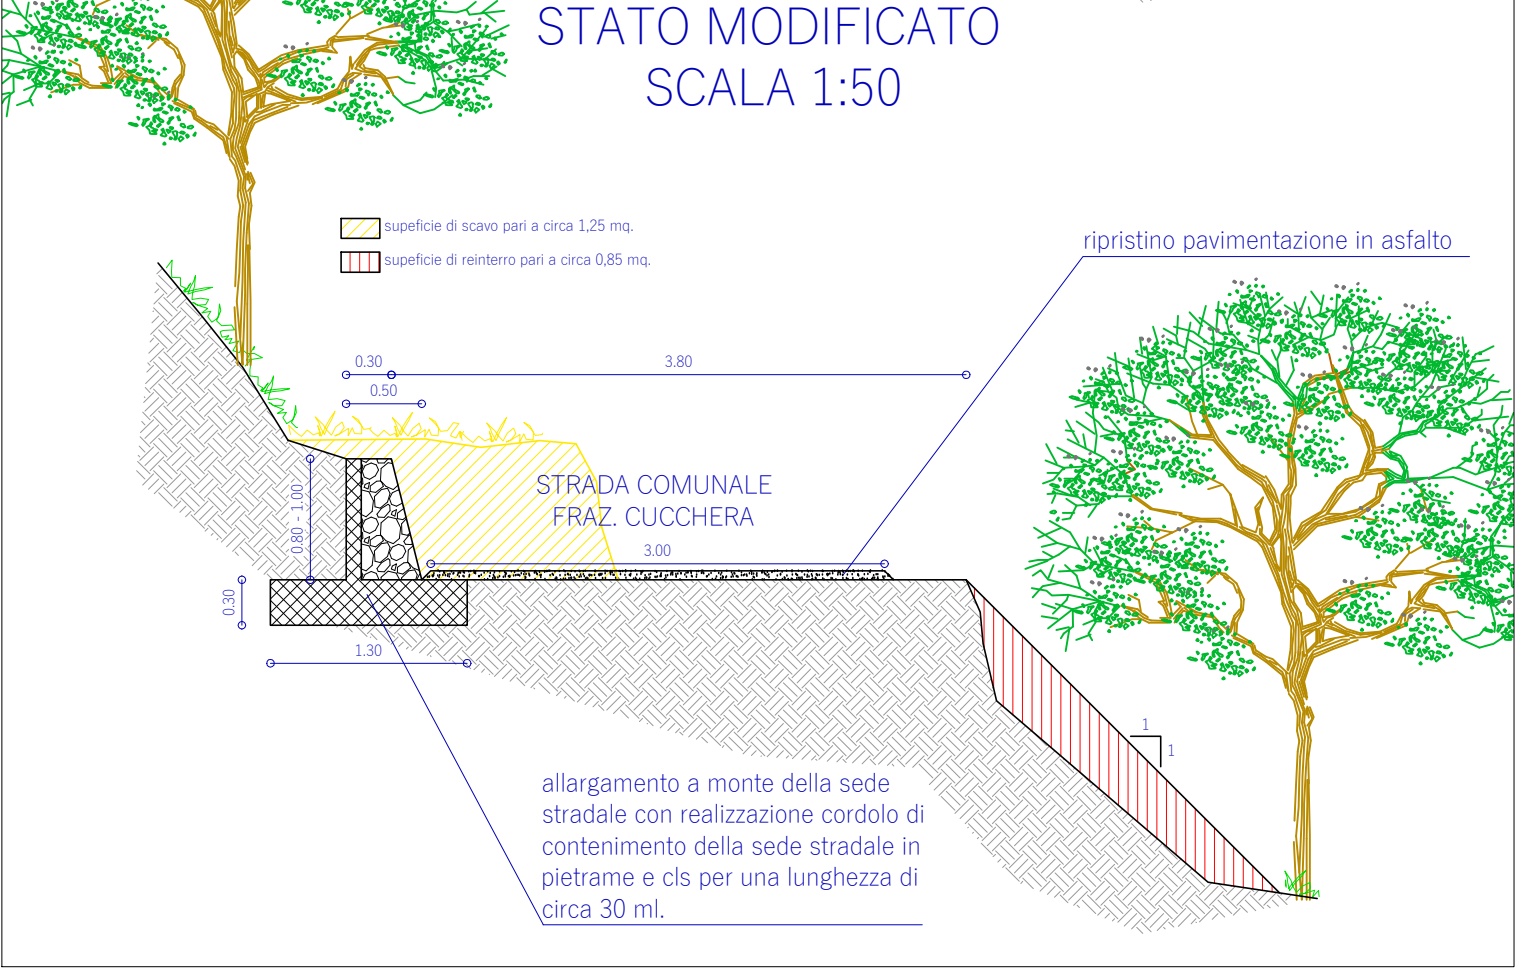 STATO MODIFICATO
SCALA 1:50
supeficie di scavo pari a circa 1,25 mq.
supeficie di reinterro pari a circa 0,85 mq.
ripristino pavimentazione in asfalto
0.30
3.80
0.50
STRADA COMUNALE
FRAZ. CUCCHERA
0.80 - 1.00
3.00
0.30
1.30
1
1
allargamento a monte della sede
stradale con realizzazione cordolo di
contenimento della sede stradale in
pietrame e cls per una lunghezza di
circa 30 ml.